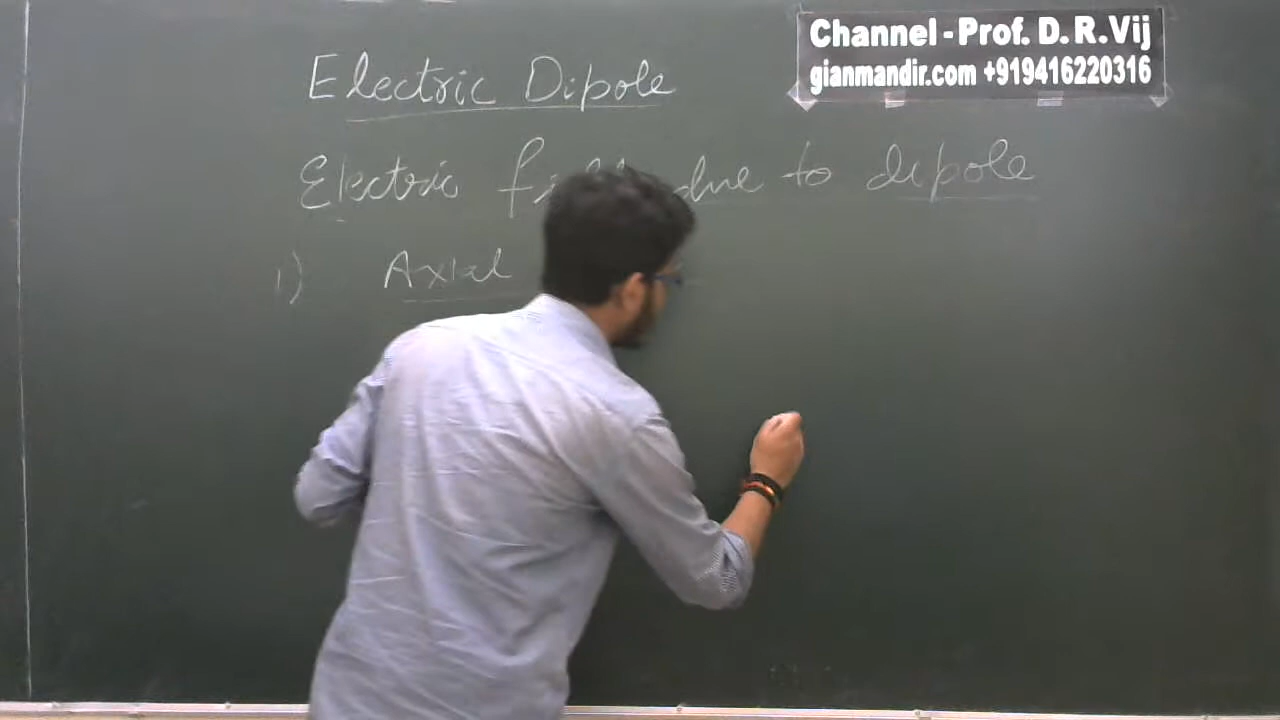 Channel - Prof. D. R. Vij
gianmandir.com +919416220316
Electric Dipole
Electric due to dipole
1) Axial